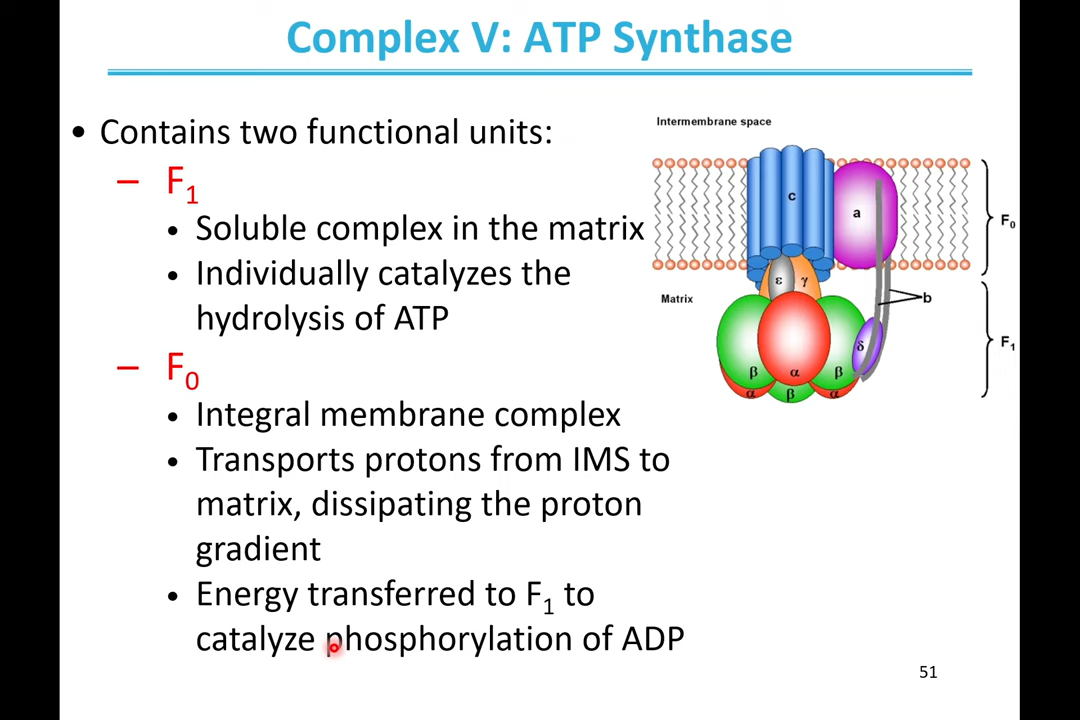 Complex V: ATP Synthase
• Contains two functional units:
– F₁
• Soluble complex in the matrix
• Individually catalyzes the
hydrolysis of ATP
– F₀
• Integral membrane complex
• Transports protons from IMS to
matrix, dissipating the proton
gradient
• Energy transferred to F₁ to
catalyze phosphorylation of ADP
Intermembrane space
c
a
F₀
ε
γ
Matrix
b
F₁
δ
β
α
β
α
β
α
51